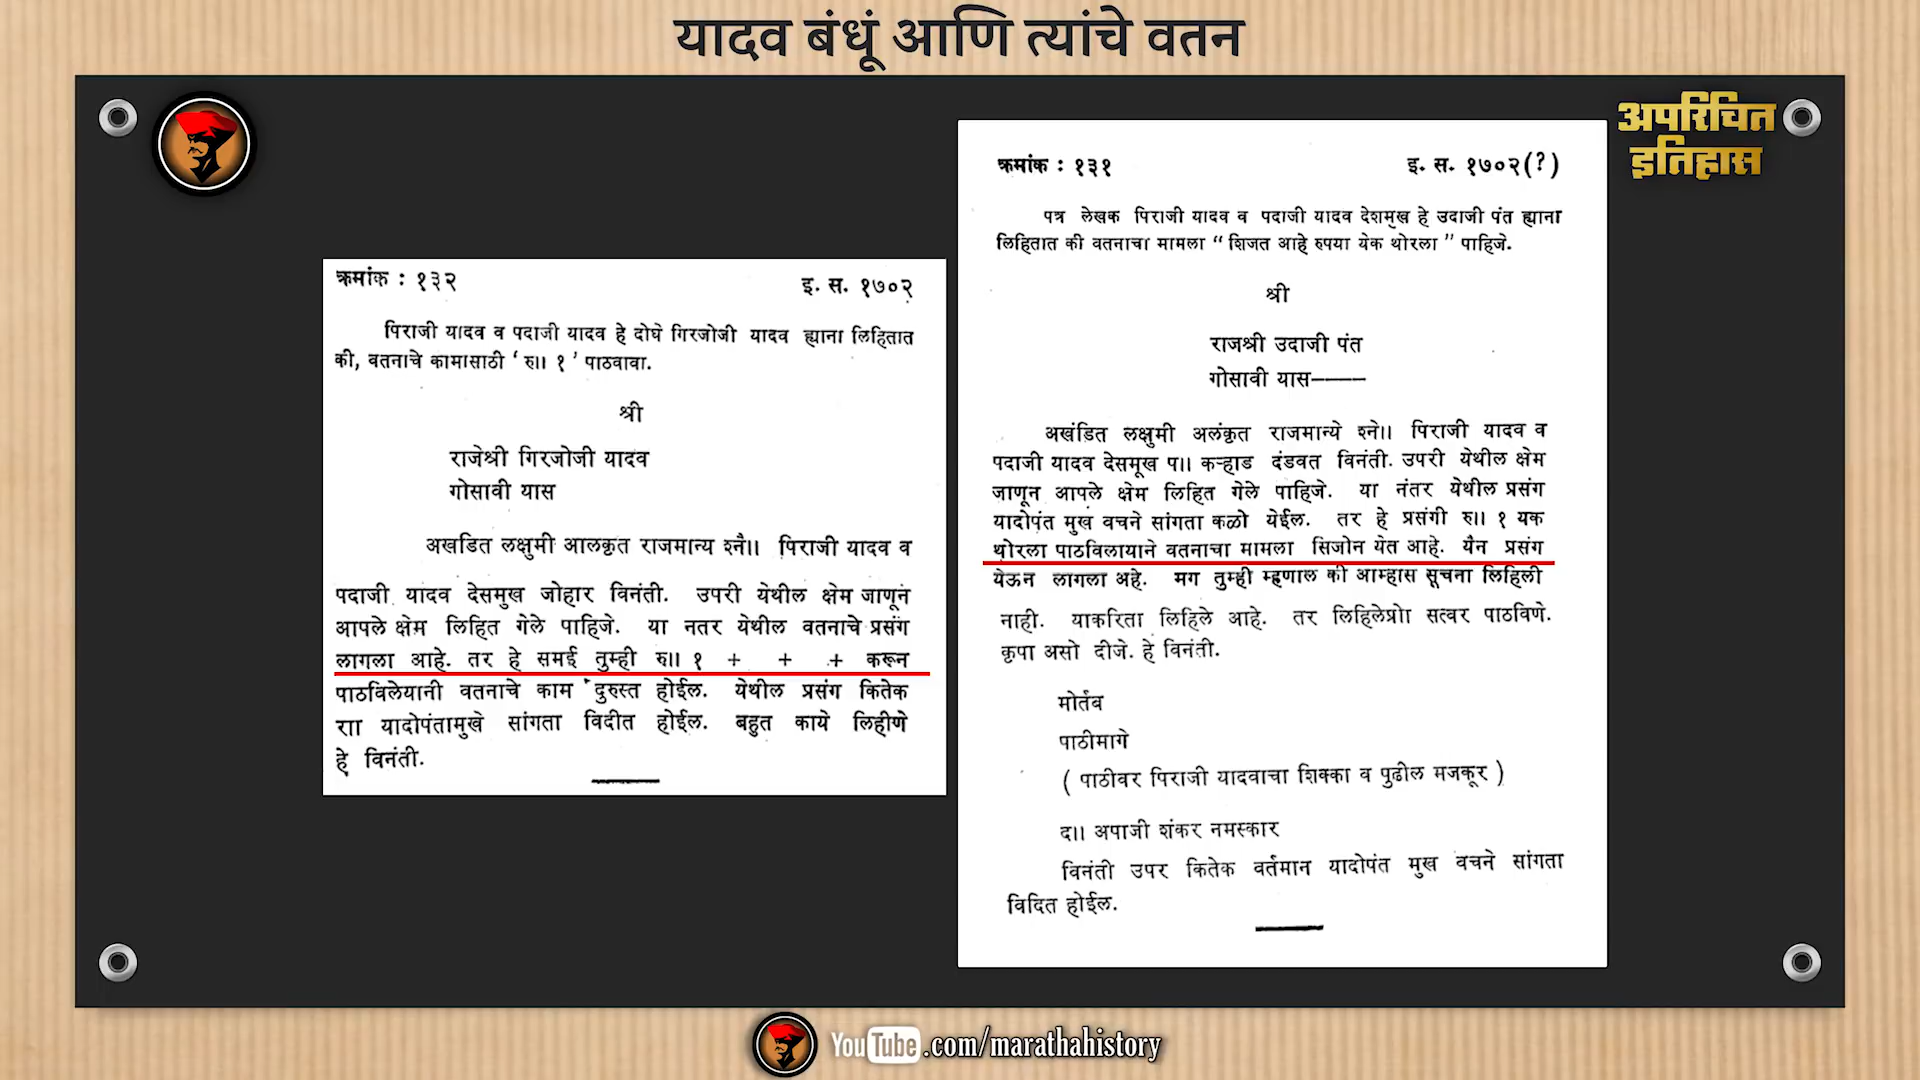 यादव बंधूं आणि त्यांचे वतन
अपरिचित
इतिहास
क्रमांक : १३२ इ. स. १७०२
पिराजी यादव व पदाजी यादव हे दोघे गिरजोजी यादव ह्याना लिहितात
की, वतनाचे कामासाठी ‘ रु॥ १ ’ पाठवावा.
श्री
राजेश्री गिरजोजी यादव
गोसावी यास
अखडित लक्षुमी आलकृत राजमान्य श्नै॥ पिराजी यादव व
पदाजी यादव देसमुख जोहार विनंती. उपरी येथील क्षेम जाणून
आपले क्षेम लिहित गेले पाहिजे. या नतर येथील वतनाचे प्रसंग
लागला आहे. तर हे समई तुम्ही रु॥ १ + + + करून
पाठविलेयानी वतनाचे काम दुरुस्त होईल. येथील प्रसंग कितेक
रा॥ यादोपंतामुखे सांगता विदीत होईल. बहुत काये लिहीणे
हे विनंती.
क्रमांक : १३१ इ. स. १७०२(?)
पत्र लेखक पिराजी यादव व पदाजी यादव देशमुख हे उदाजी पंत ह्याना
लिहितात की वतनाचा मामला “ शिजत आहे रुपया येक थोरला ” पाहिजे.
श्री
राजश्री उदाजी पंत
गोसावी यास————
अखंडित लक्षुमी अलंकृत राजमान्ये श्ने॥ पिराजी यादव व
पदाजी यादव देसमूख प॥ कऱ्हाड दंडवत विनंती. उपरी येथील क्षेम
जाणून आपले क्षेम लिहित गेले पाहिजे. या नंतर येथील प्रसंग
यादोपंत मुख वचने सांगता कळो येईल. तर हे प्रसंगी रु॥ १ यक
थोरला पाठविलायाने वतनाचा मामला सिजोन येत आहे. यैन प्रसंग
येऊन लागला अहे. मग तुम्ही म्हणाल की आम्हास सूचना लिहिली
नाही. याकरिता लिहिले आहे. तर लिहिलेप्रो सत्वर पाठविणे.
कृपा असो दीजे. हे विनंती.
मोर्तब
पाठीमागे
( पाठीवर पिराजी यादवाचा शिक्का व पुढील मजकूर )
द॥ अपाजी शंकर नमस्कार
विनंती उपर कितेक वर्तमान यादोपंत मुख वचने सांगता
विदित होईल.
YouTube.com/marathahistory